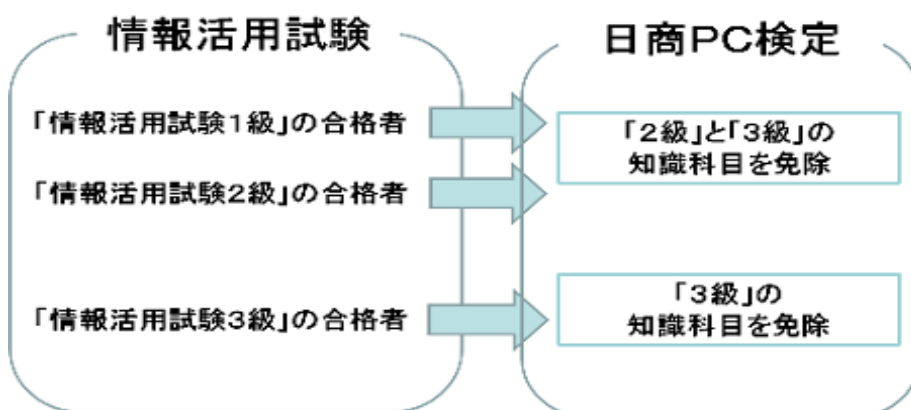 情報活用試験
「情報活用試験1級」の合格者
「情報活用試験2級」の合格者
「情報活用試験3級」の合格者
日商PC検定
「2級」と「3級」の
知識科目を免除
「3級」の
知識科目を免除